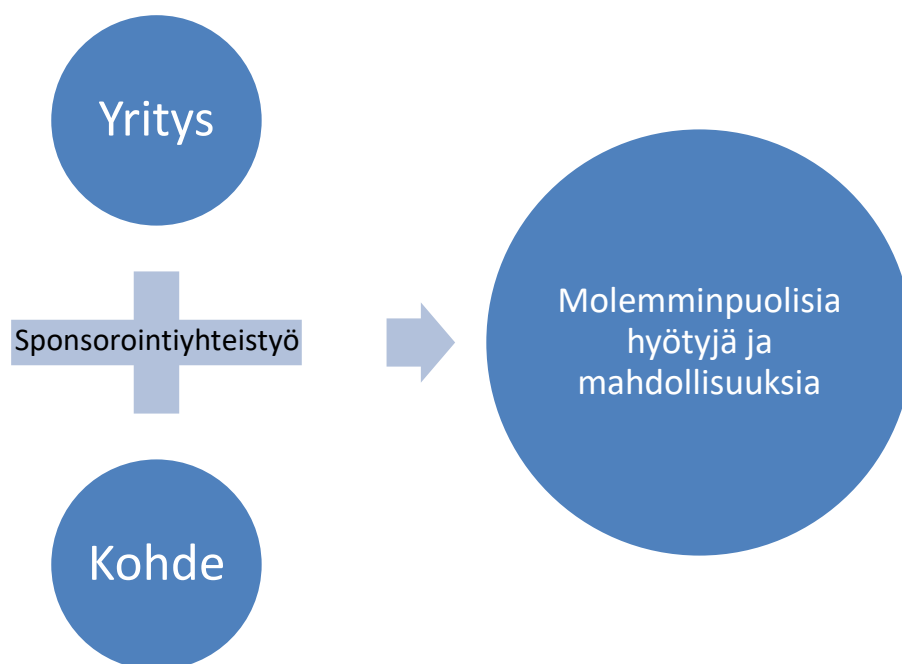 Yritys
Sponsorointiyhteistyö
Kohde
Molemminpuolisia
hyötyjä ja
mahdollisuuksia